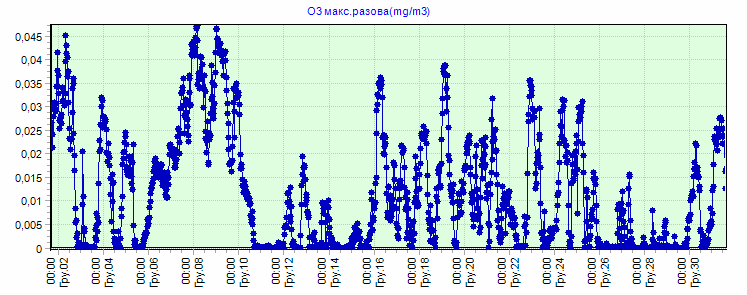 О3 макс.разова(mg/m3)
0,045
0,04
0,035
0,03
0,025
0,02
0,015
0,01
0,005
0
00:00 Гру,02
00:00 Гру,04
00:00 Гру,06
00:00 Гру,08
00:00 Гру,10
00:00 Гру,12
00:00 Гру,14
00:00 Гру,16
00:00 Гру,18
00:00 Гру,20
00:00 Гру,22
00:00 Гру,24
00:00 Гру,26
00:00 Гру,28
00:00 Гру,30